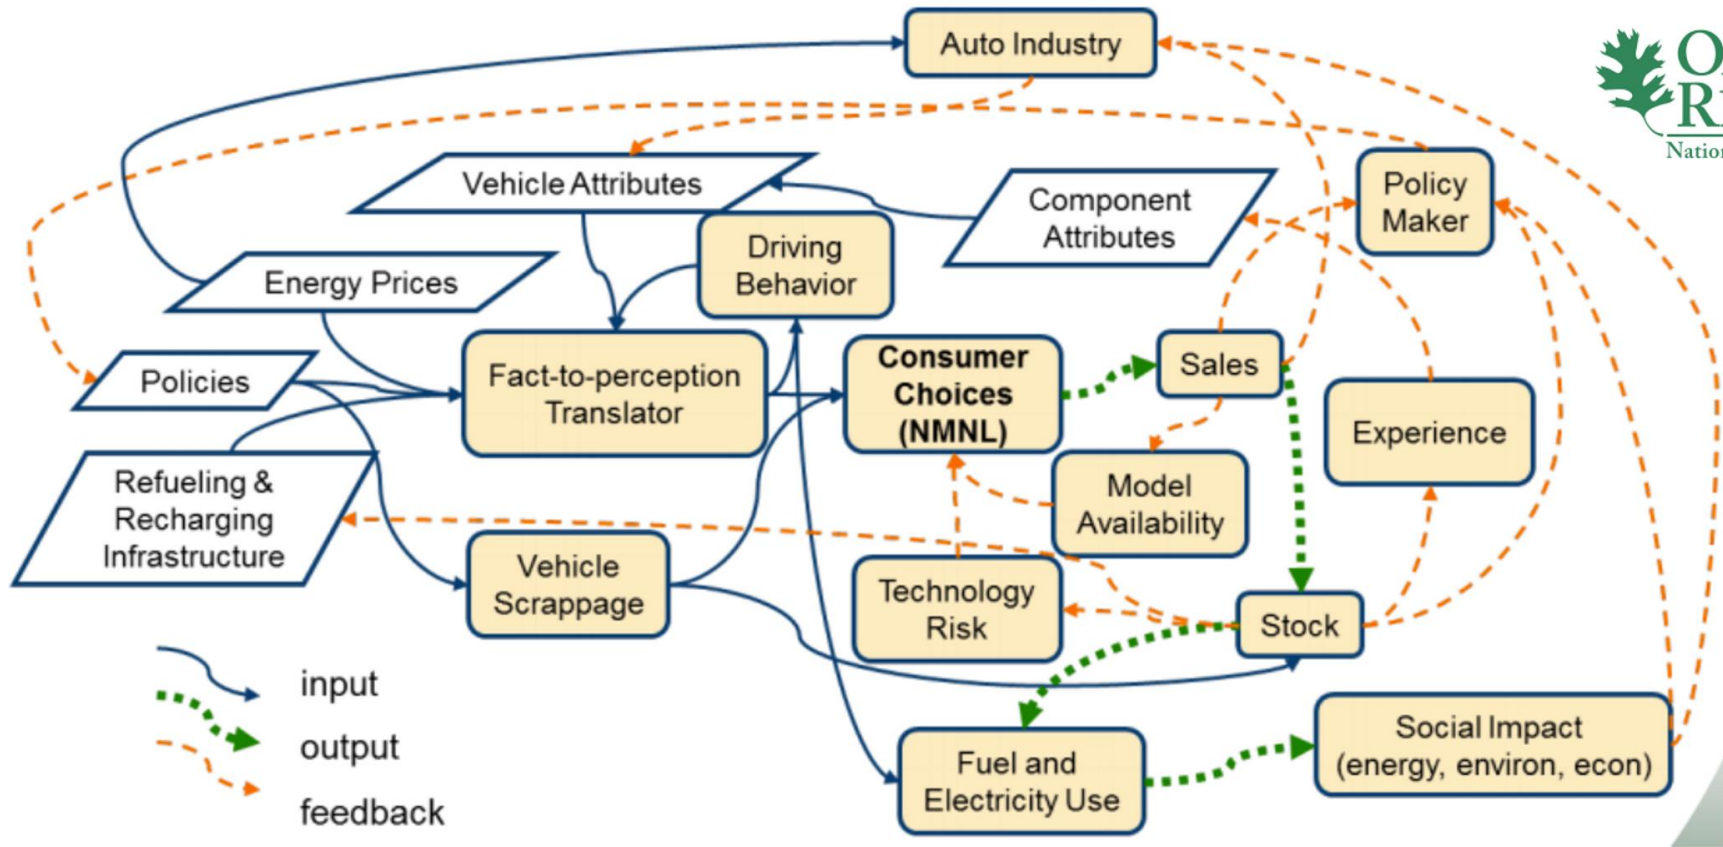 Auto Industry
Vehicle Attributes
Component
Attributes
Policy
Maker
Driving
Behavior
Energy Prices
Policies
Fact-to-perception
Translator
Consumer
Choices
(NMNL)
Sales
Experience
Refueling &
Recharging
Infrastructure
Model
Availability
Vehicle
Scrappage
Technology
Risk
Stock
input
output
feedback
Fuel and
Electricity Use
Social Impact
(energy, environ, econ)